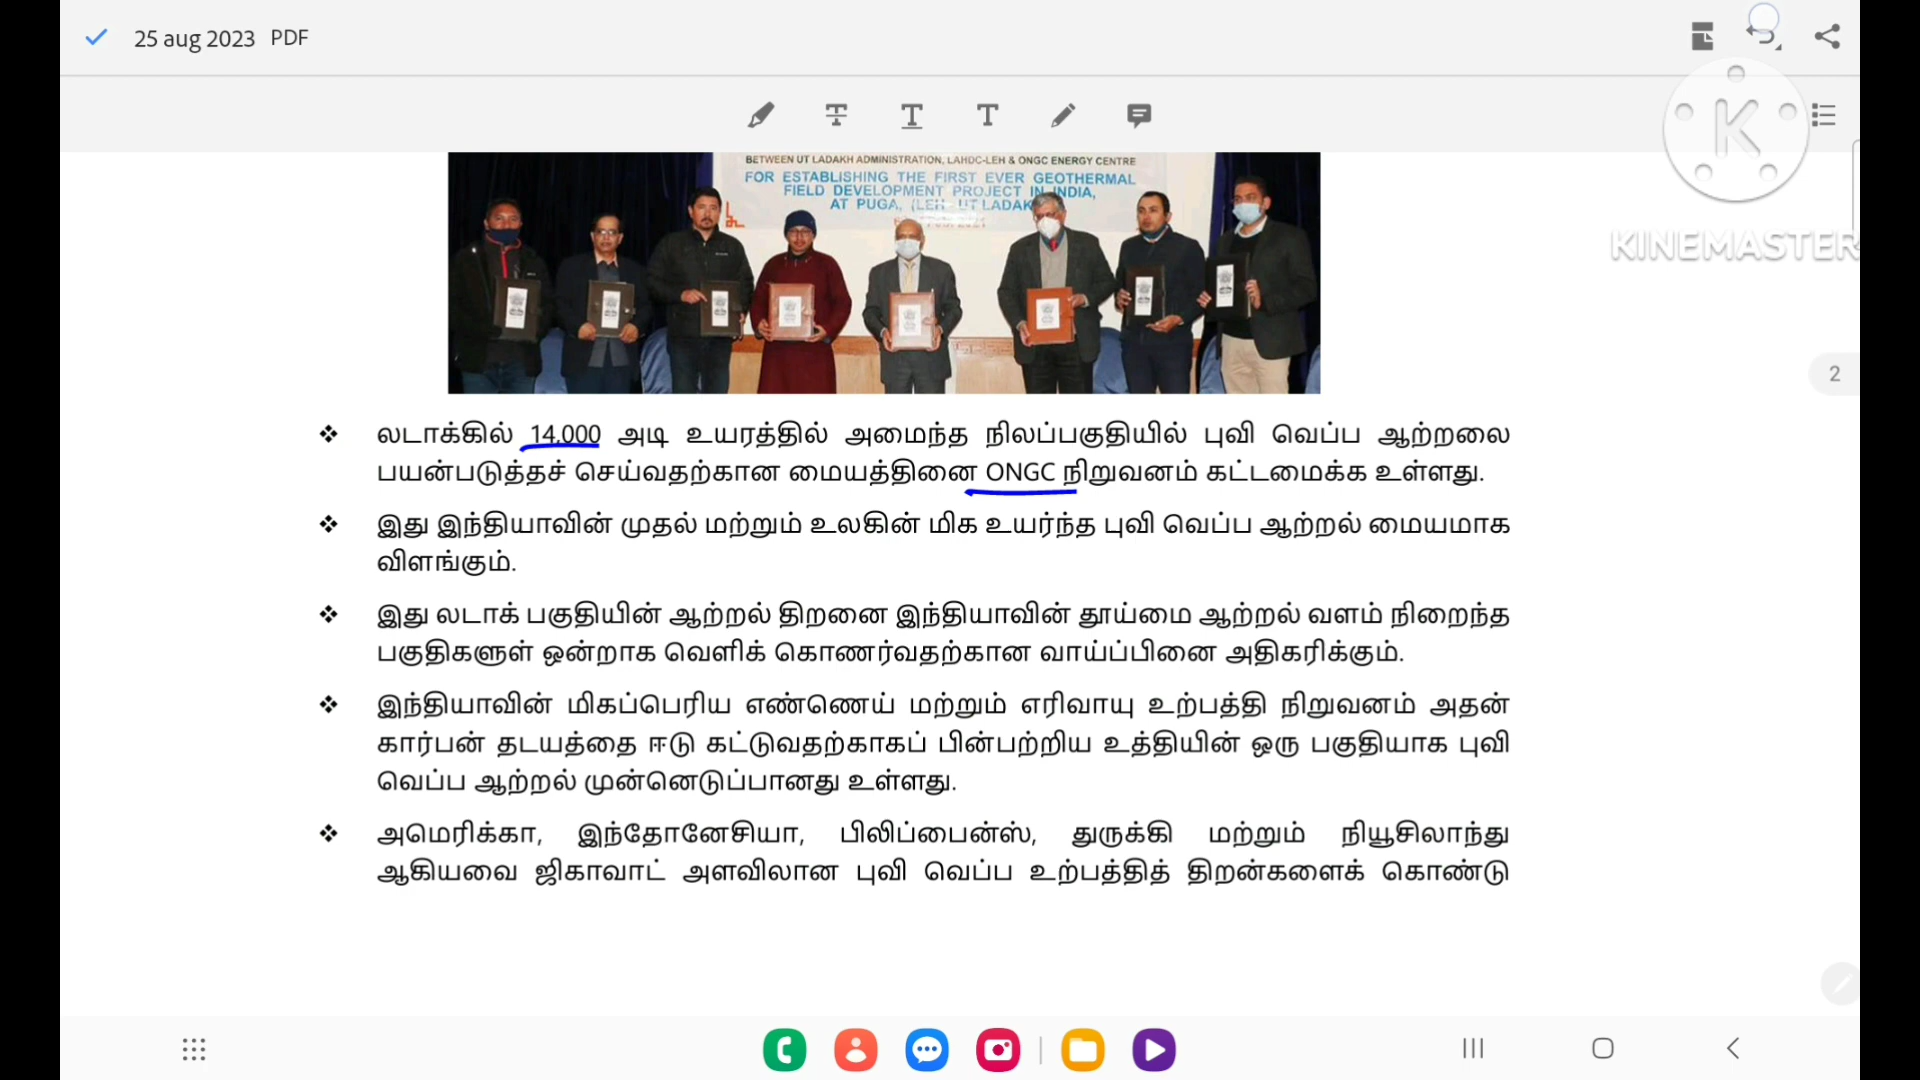 25 aug 2023 PDF
BETWEEN UT LADAKH ADMINISTRATION, LAHDC-LEH & ONGC ENERGY CENTRE
FOR ESTABLISHING THE FIRST EVER GEOTHERMAL
FIELD DEVELOPMENT PROJECT IN INDIA,
AT PUGA, (LEH - UT LADAK
K
KINEMASTER
2
❖ லடாக்கில் 14,000 அடி உயரத்தில் அமைந்த நிலப்பகுதியில் புவி வெப்ப ஆற்றலை
பயன்படுத்தச் செய்வதற்கான மையத்தினை ONGC நிறுவனம் கட்டமைக்க உள்ளது.
❖ இது இந்தியாவின் முதல் மற்றும் உலகின் மிக உயர்ந்த புவி வெப்ப ஆற்றல் மையமாக
விளங்கும்.
❖ இது லடாக் பகுதியின் ஆற்றல் திறனை இந்தியாவின் தூய்மை ஆற்றல் வளம் நிறைந்த
பகுதிகளுள் ஒன்றாக வெளிக் கொணர்வதற்கான வாய்ப்பினை அதிகரிக்கும்.
❖ இந்தியாவின் மிகப்பெரிய எண்ணெய் மற்றும் எரிவாயு உற்பத்தி நிறுவனம் அதன்
கார்பன் தடயத்தை ஈடு கட்டுவதற்காகப் பின்பற்றிய உத்தியின் ஒரு பகுதியாக புவி
வெப்ப ஆற்றல் முன்னெடுப்பானது உள்ளது.
❖ அமெரிக்கா, இந்தோனேசியா, பிலிப்பைன்ஸ், துருக்கி மற்றும் நியூசிலாந்து
ஆகியவை ஜிகாவாட் அளவிலான புவி வெப்ப உற்பத்தித் திறன்களைக் கொண்டு